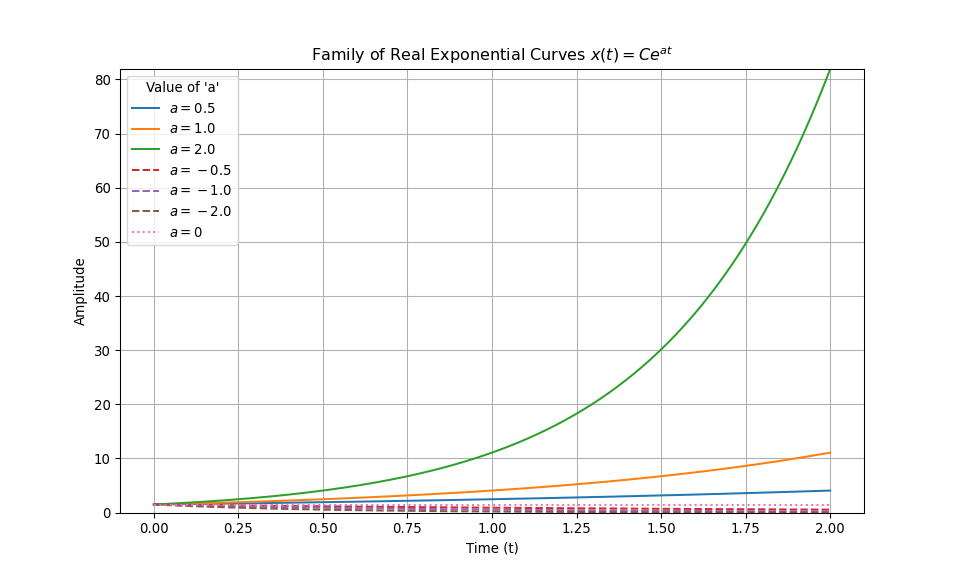 Family of Real Exponential Curves x(t) = Ce^{at}
Value of 'a'
a = 0.5
a = 1.0
a = 2.0
a = −0.5
a = −1.0
a = −2.0
a = 0
Amplitude
80
70
60
50
40
30
20
10
0
0.00 0.25 0.50 0.75 1.00 1.25 1.50 1.75 2.00
Time (t)